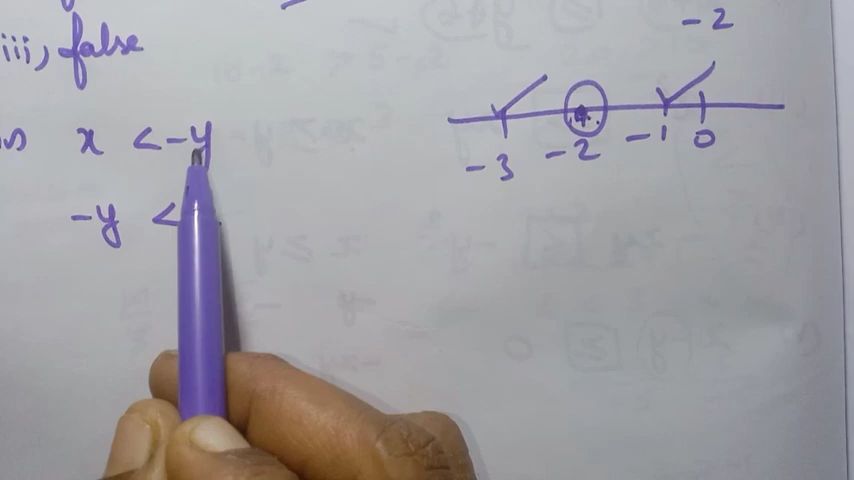 iii, false
x < -y
-y <
-2
-3 -2 -1 0